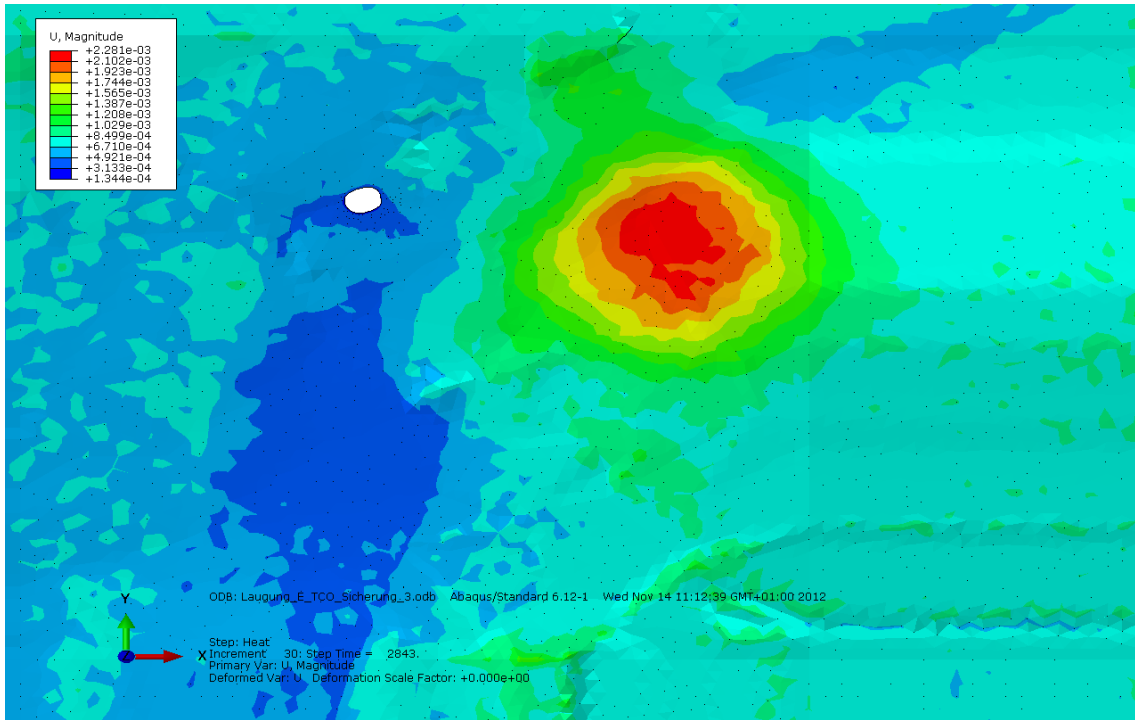 U, Magnitude
+2.281e-03
+2.102e-03
+1.923e-03
+1.744e-03
+1.565e-03
+1.387e-03
+1.208e-03
+1.029e-03
+8.499e-04
+6.710e-04
+4.921e-04
+3.133e-04
+1.344e-04
ODB: Laugung_E_TCO_Sicherung_3.odb Abaqus/Standard 6.12-1 Wed Nov 14 11:12:39 GMT+01:00 2012
Y
X
Step: Heat
Increment 30: Step Time = 2843.
Primary Var: U, Magnitude
Deformed Var: U Deformation Scale Factor: +0.000e+00